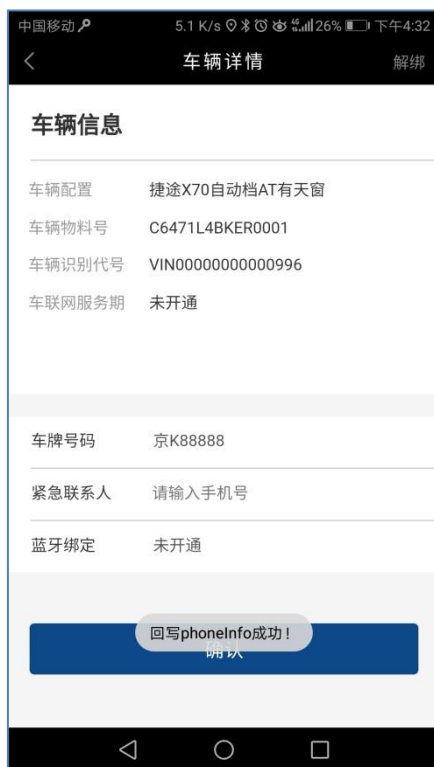 中国移动 5.1 K/s 4G 26% 下午4:32
车辆详情 解绑
车辆信息
车辆配置 捷途X70自动档AT有天窗
车辆物料号 C6471L4BKER0001
车辆识别代号 VIN00000000000996
车联网服务期 未开通
车牌号码 京K88888
紧急联系人 请输入手机号
蓝牙绑定 未开通
回写phoneInfo成功！
确认